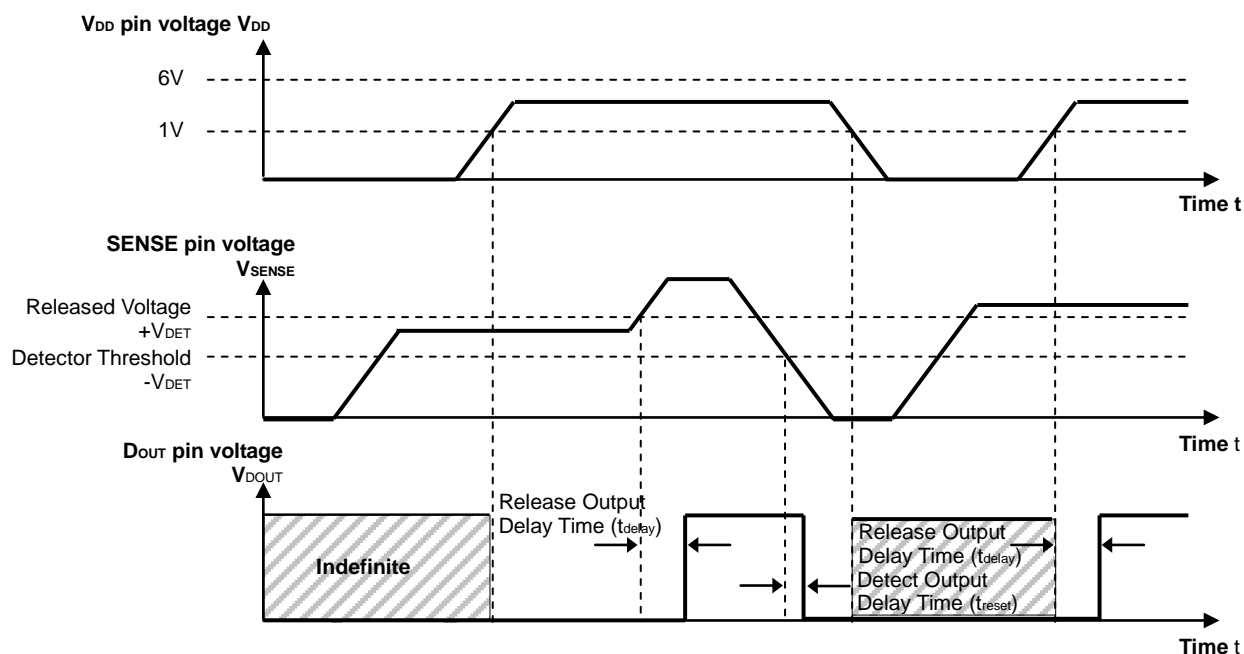 VDD pin voltage VDD
6V
1V
Time t
SENSE pin voltage
VSENSE
Released Voltage
+VDET
Detector Threshold
-VDET
Time t
DOUT pin voltage
VDOUT
Release Output
Delay Time (tdelay)
Indefinite
Release Output
Delay Time (tdelay)
Detect Output
Delay Time (treset)
Time t